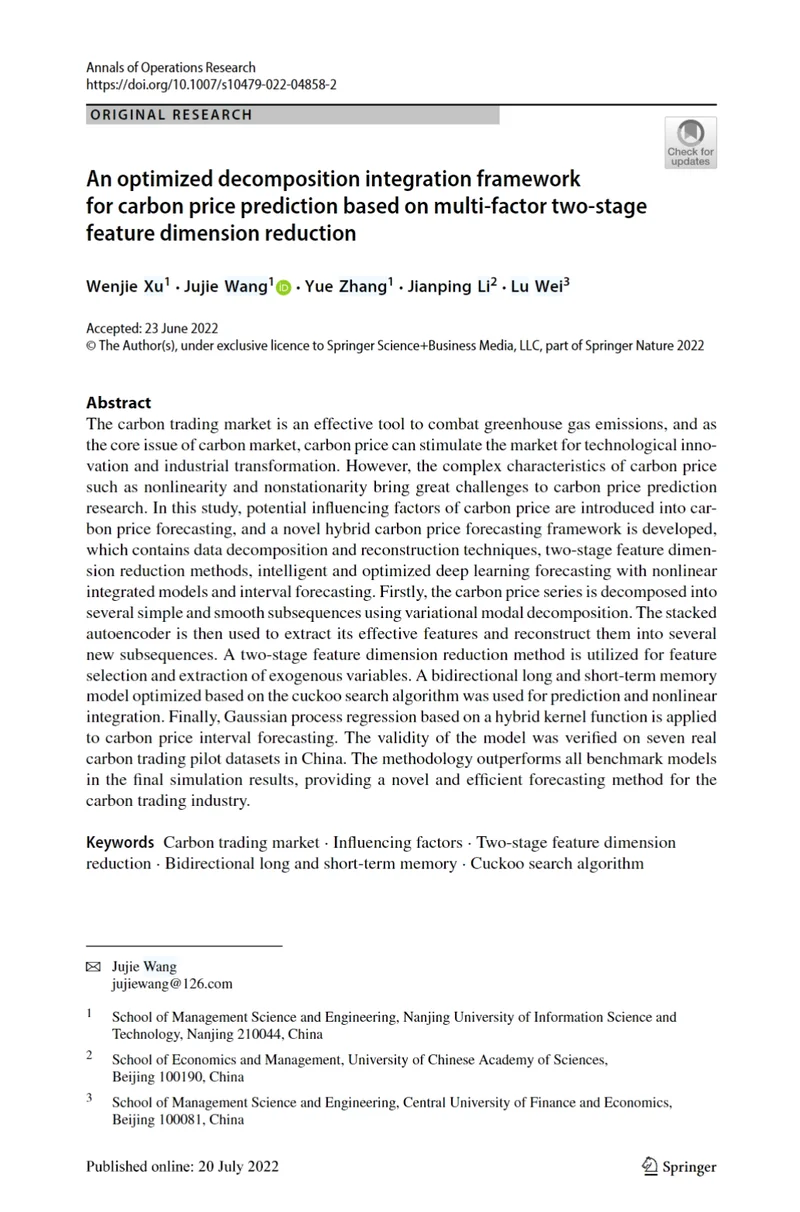 Annals of Operations Research
https://doi.org/10.1007/s10479-022-04858-2
ORIGINAL RESEARCH
Check for
updates
An optimized decomposition integration framework
for carbon price prediction based on multi-factor two-stage
feature dimension reduction
Wenjie Xu1 · Jujie Wang1 iD · Yue Zhang1 · Jianping Li2 · Lu Wei3
Accepted: 23 June 2022
© The Author(s), under exclusive licence to Springer Science+Business Media, LLC, part of Springer Nature 2022
Abstract
The carbon trading market is an effective tool to combat greenhouse gas emissions, and as
the core issue of carbon market, carbon price can stimulate the market for technological inno-
vation and industrial transformation. However, the complex characteristics of carbon price
such as nonlinearity and nonstationarity bring great challenges to carbon price prediction
research. In this study, potential influencing factors of carbon price are introduced into car-
bon price forecasting, and a novel hybrid carbon price forecasting framework is developed,
which contains data decomposition and reconstruction techniques, two-stage feature dimen-
sion reduction methods, intelligent and optimized deep learning forecasting with nonlinear
integrated models and interval forecasting. Firstly, the carbon price series is decomposed into
several simple and smooth subsequences using variational modal decomposition. The stacked
autoencoder is then used to extract its effective features and reconstruct them into several
new subsequences. A two-stage feature dimension reduction method is utilized for feature
selection and extraction of exogenous variables. A bidirectional long and short-term memory
model optimized based on the cuckoo search algorithm was used for prediction and nonlinear
integration. Finally, Gaussian process regression based on a hybrid kernel function is applied
to carbon price interval forecasting. The validity of the model was verified on seven real
carbon trading pilot datasets in China. The methodology outperforms all benchmark models
in the final simulation results, providing a novel and efficient forecasting method for the
carbon trading industry.
Keywords Carbon trading market · Influencing factors · Two-stage feature dimension
reduction · Bidirectional long and short-term memory · Cuckoo search algorithm
Jujie Wang
jujiewang@126.com
1 School of Management Science and Engineering, Nanjing University of Information Science and
Technology, Nanjing 210044, China
2 School of Economics and Management, University of Chinese Academy of Sciences,
Beijing 100190, China
3 School of Management Science and Engineering, Central University of Finance and Economics,
Beijing 100081, China
Published online: 20 July 2022
Springer